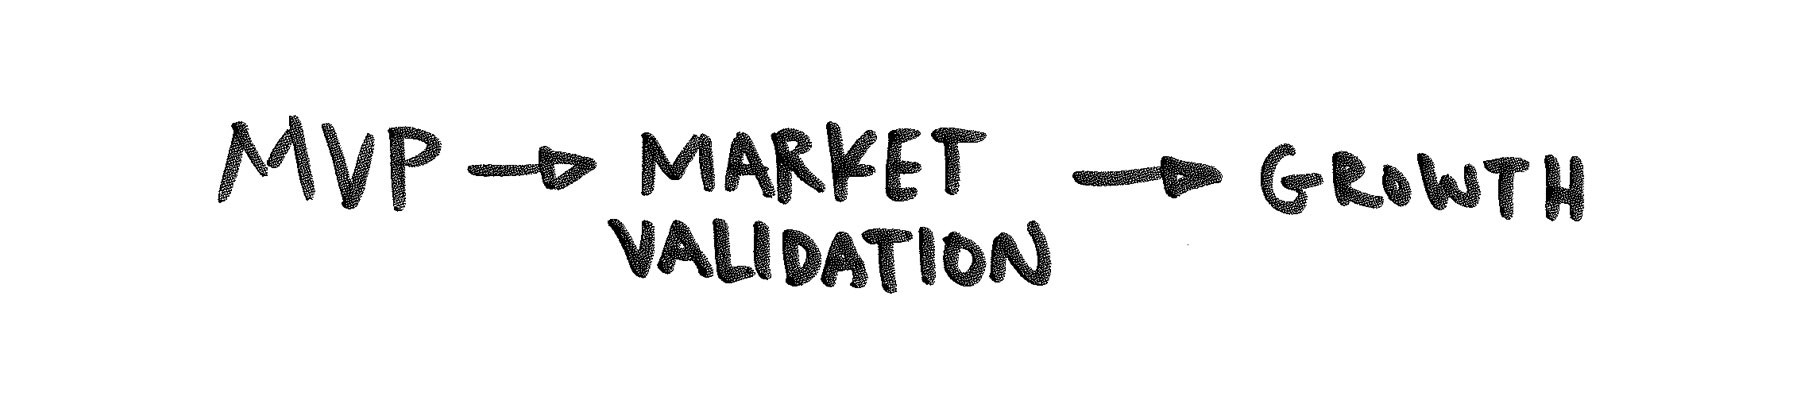 MVP → MARKET → GROWTH
VALIDATION